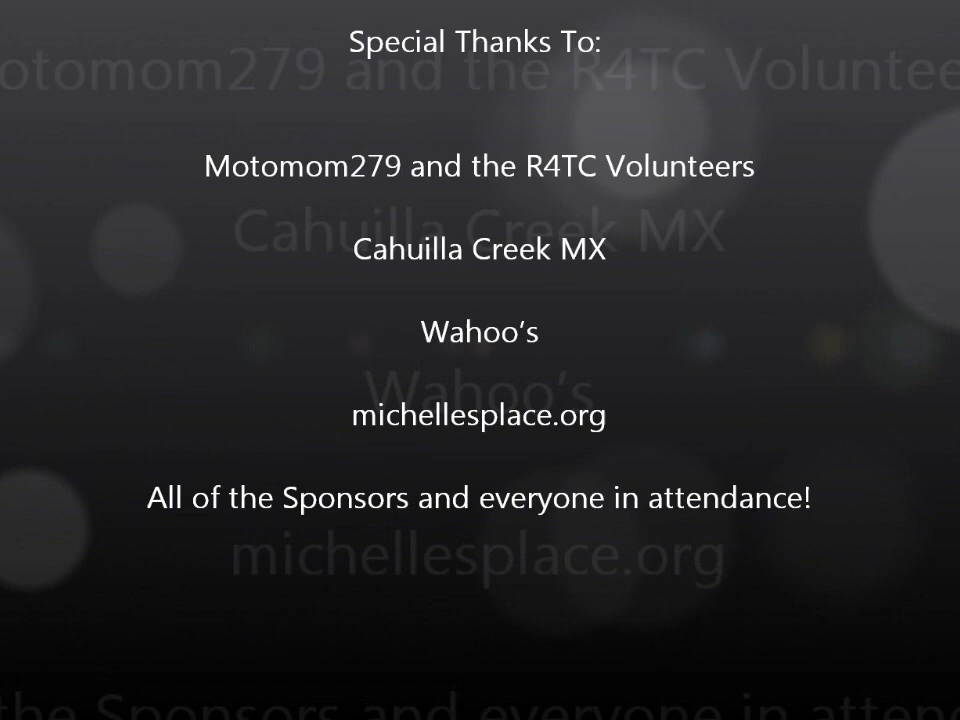 Special Thanks To:
Motomom279 and the R4TC Volunteers
Cahuilla Creek MX
Wahoo's
michellesplace.org
All of the Sponsors and everyone in attendance!